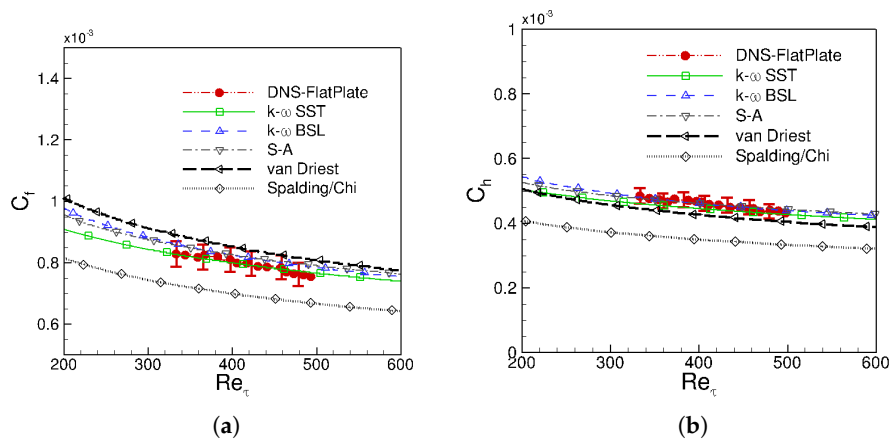 ×10⁻³
1.4
1.2
1
0.8
0.6
C_f
DNS-FlatPlate
k-ω SST
k-ω BSL
S-A
van Driest
Spalding/Chi
200 300 400 500 600
Re_τ
(a)
×10⁻³
1
0.8
0.6
0.4
0.2
0
C_h
DNS-FlatPlate
k-ω SST
k-ω BSL
S-A
van Driest
Spalding/Chi
200 300 400 500 600
Re_τ
(b)